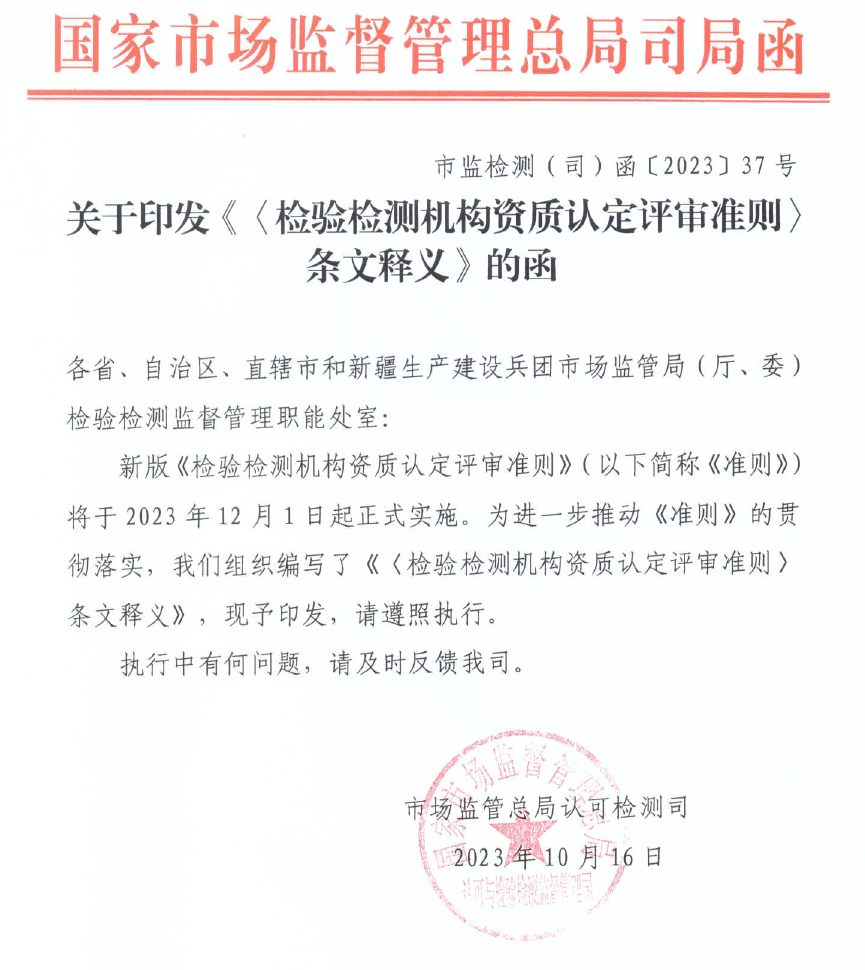 国家市场监督管理总局司局函
市监检测（司）函〔2023〕37号
关于印发《〈检验检测机构资质认定评审准则〉
条文释义》的函
各省、自治区、直辖市和新疆生产建设兵团市场监管局（厅、委）
检验检测监督管理职能处室：
新版《检验检测机构资质认定评审准则》（以下简称《准则》）
将于2023年12月1日起正式实施。为进一步推动《准则》的贯
彻落实，我们组织编写了《〈检验检测机构资质认定评审准则〉
条文释义》，现予印发，请遵照执行。
执行中有何问题，请及时反馈我司。
国家市场监督管理总局
市场监管总局认可检测司
2023年10月16日
认可与检验检测监督管理司